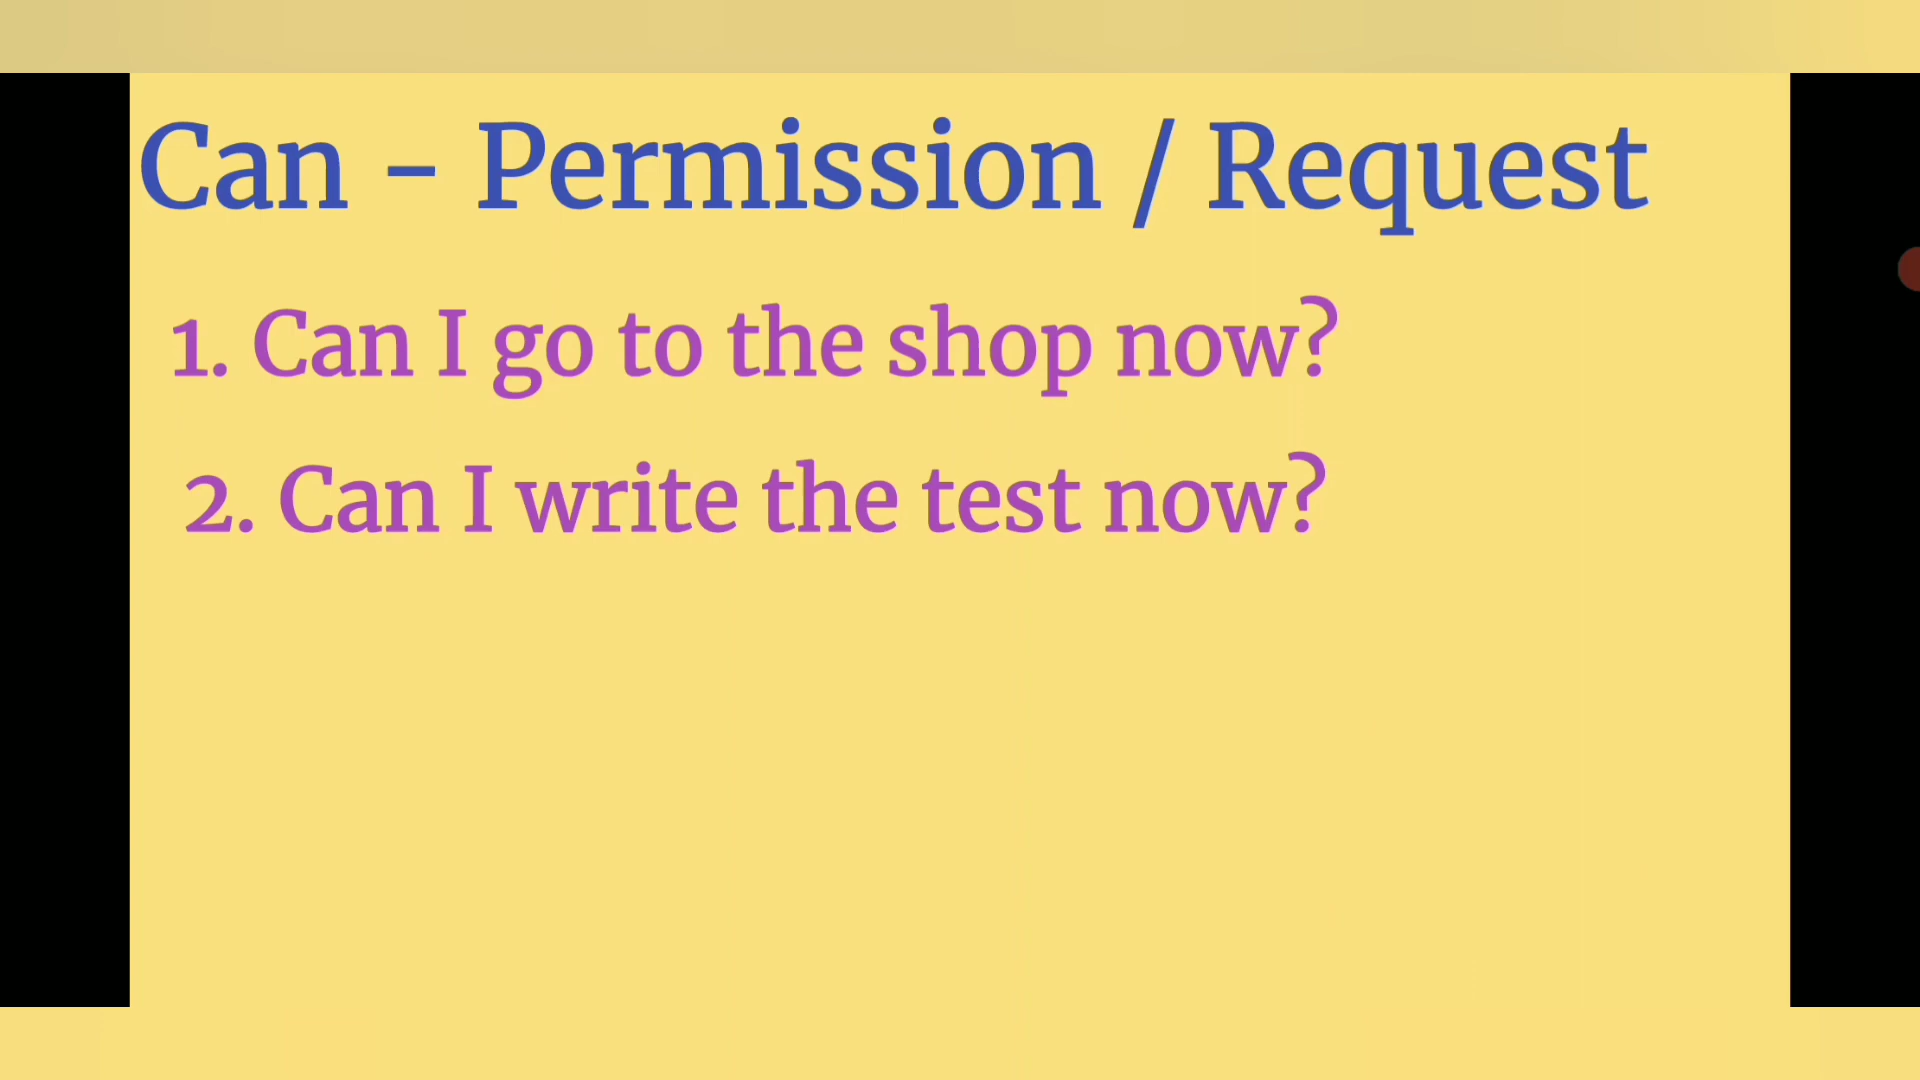 Can - Permission / Request
1. Can I go to the shop now?
2. Can I write the test now?